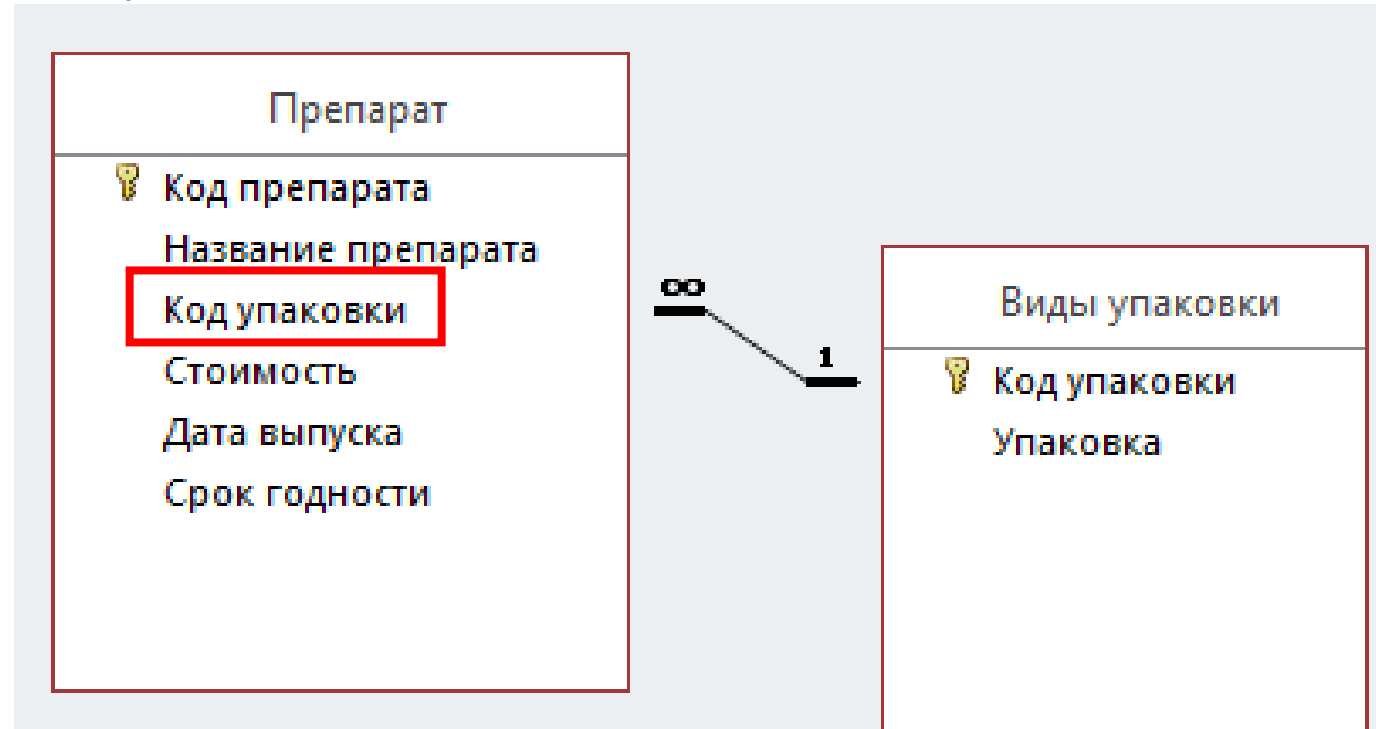 Препарат
Код препарата
Название препарата
Код упаковки
Стоимость
Дата выпуска
Срок годности
∞
1
Виды упаковки
Код упаковки
Упаковка